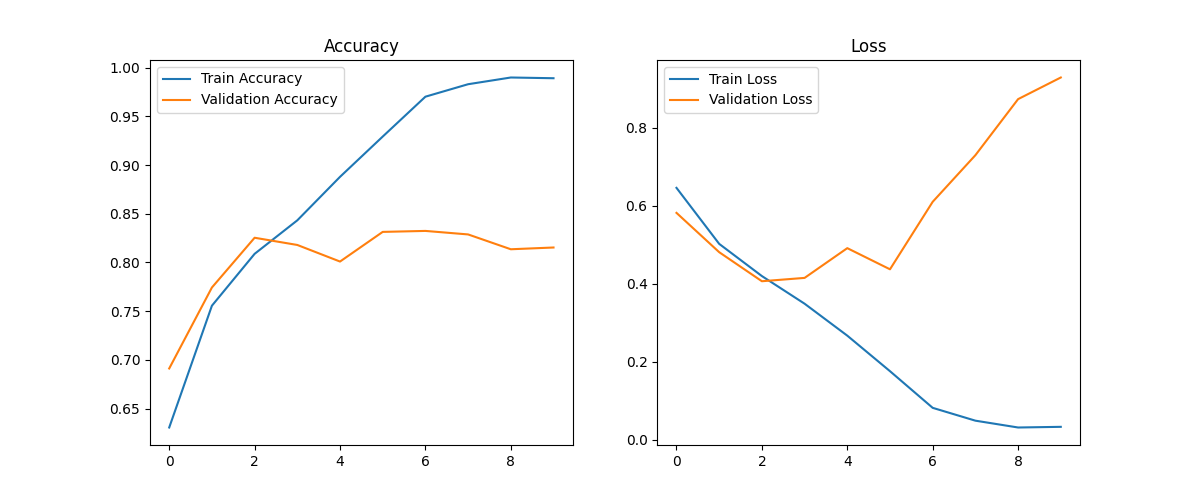 Accuracy
Train Accuracy
Validation Accuracy
1.00
0.95
0.90
0.85
0.80
0.75
0.70
0.65
0 2 4 6 8
Loss
Train Loss
Validation Loss
0.8
0.6
0.4
0.2
0.0
0 2 4 6 8